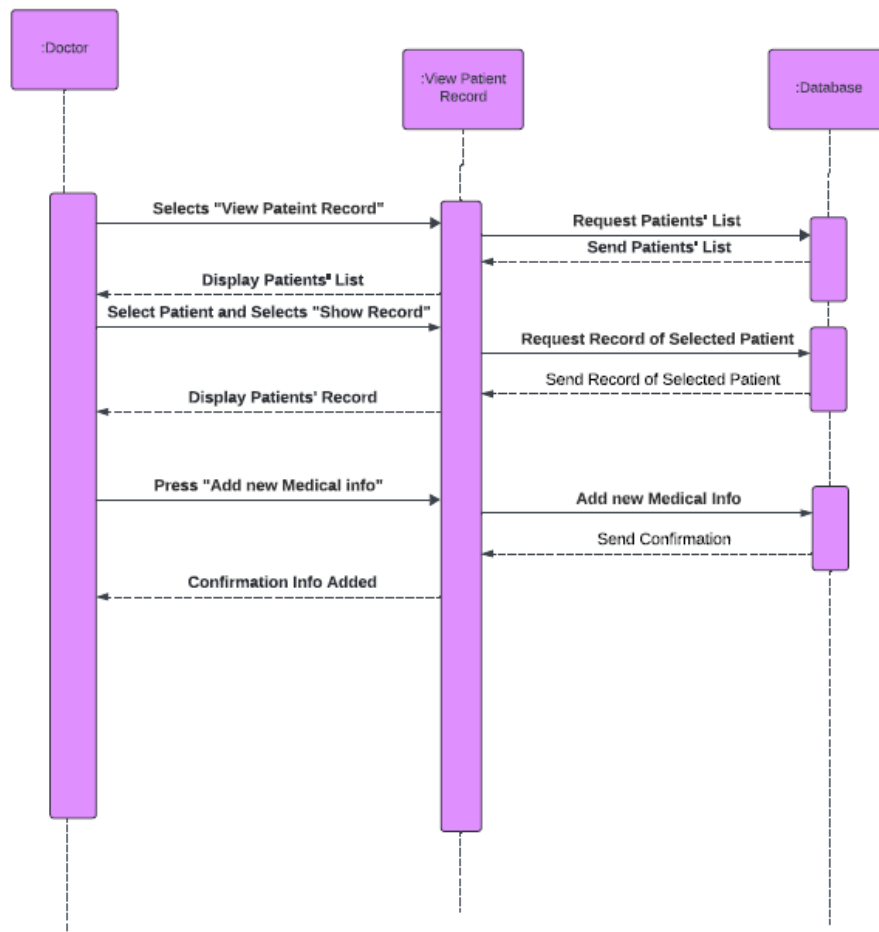 :Doctor
:View Patient
Record
:Database
Selects "View Pateint Record"
Request Patients' List
Send Patients' List
Display Patients' List
Select Patient and Selects "Show Record"
Request Record of Selected Patient
Send Record of Selected Patient
Display Patients' Record
Press "Add new Medical info"
Add new Medical Info
Send Confirmation
Confirmation Info Added